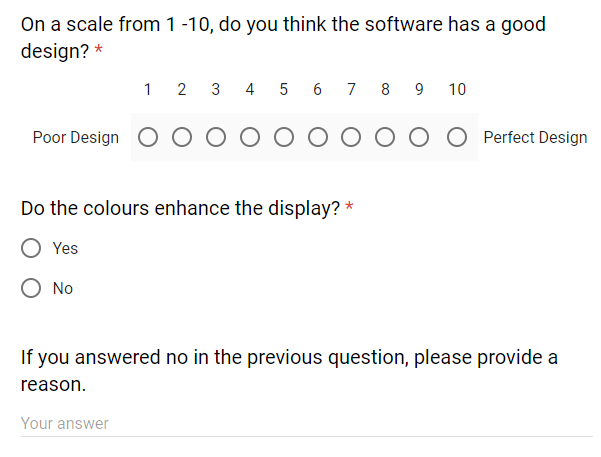 On a scale from 1 -10, do you think the software has a good
design? *
1 2 3 4 5 6 7 8 9 10
Poor Design Perfect Design
Do the colours enhance the display? *
Yes
No
If you answered no in the previous question, please provide a
reason.
Your answer